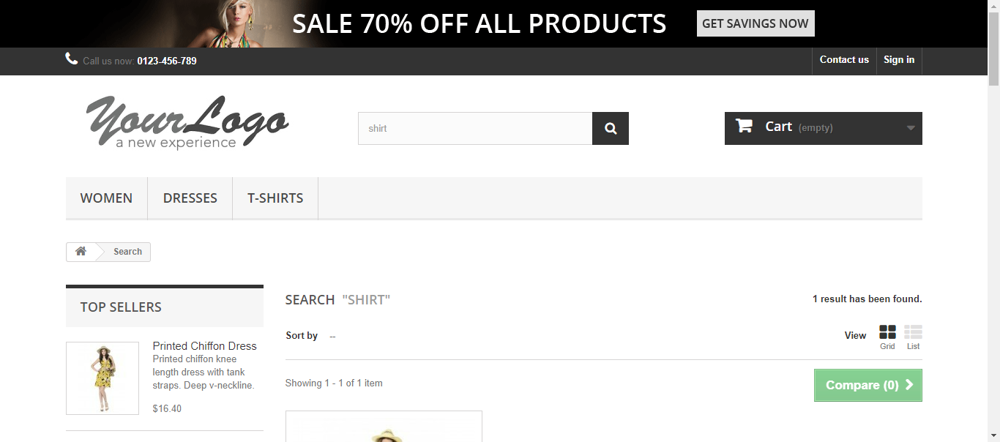 SALE 70% OFF ALL PRODUCTS
GET SAVINGS NOW
Call us now: 0123-456-789
Contact us
Sign in
YourLogo
a new experience
shirt
Cart (empty)
WOMEN
DRESSES
T-SHIRTS
Search
TOP SELLERS
Printed Chiffon Dress
Printed chiffon knee
length dress with tank
straps. Deep v-neckline.
$16.40
SEARCH "SHIRT"
1 result has been found.
Sort by --
View
Grid
List
Showing 1 - 1 of 1 item
Compare (0)